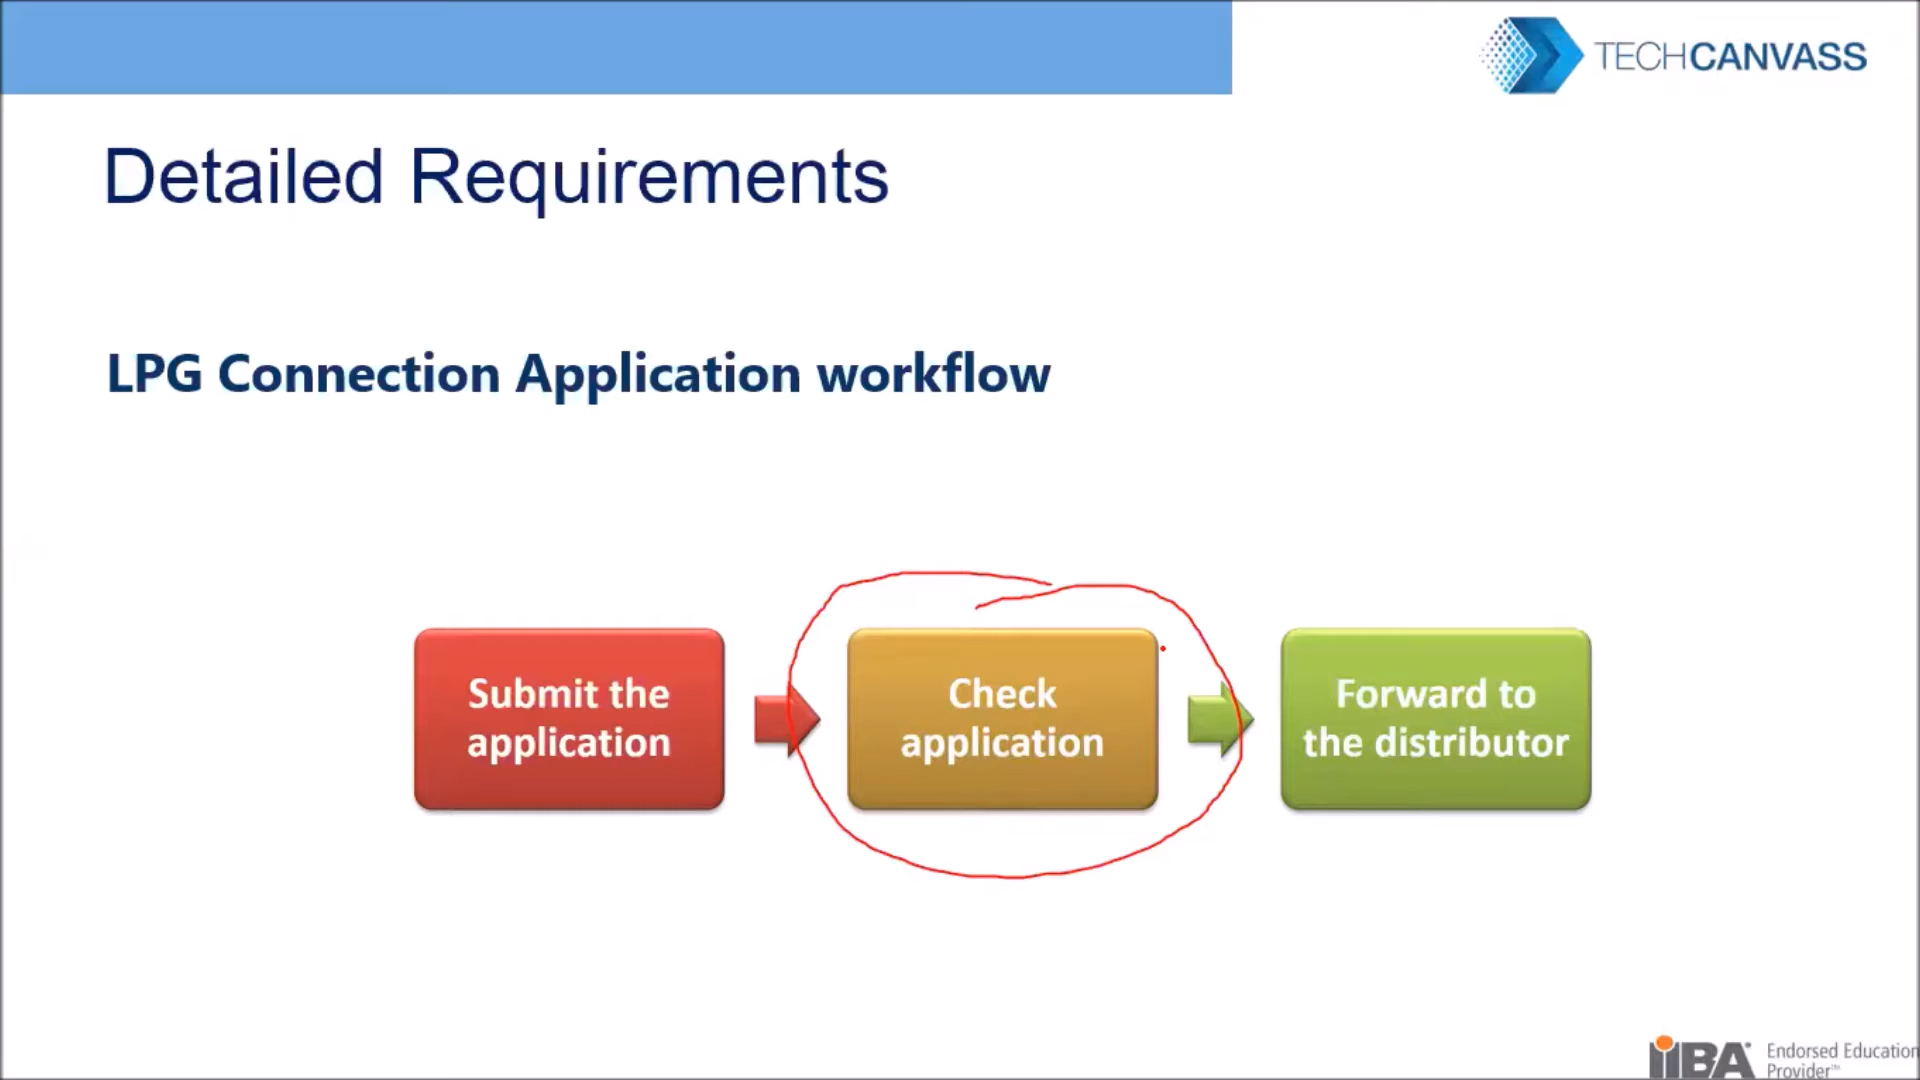 TECHCANVASS
Detailed Requirements
LPG Connection Application workflow
Submit the
application
Check
application
Forward to
the distributor
IIBA
Endorsed Education
Provider™